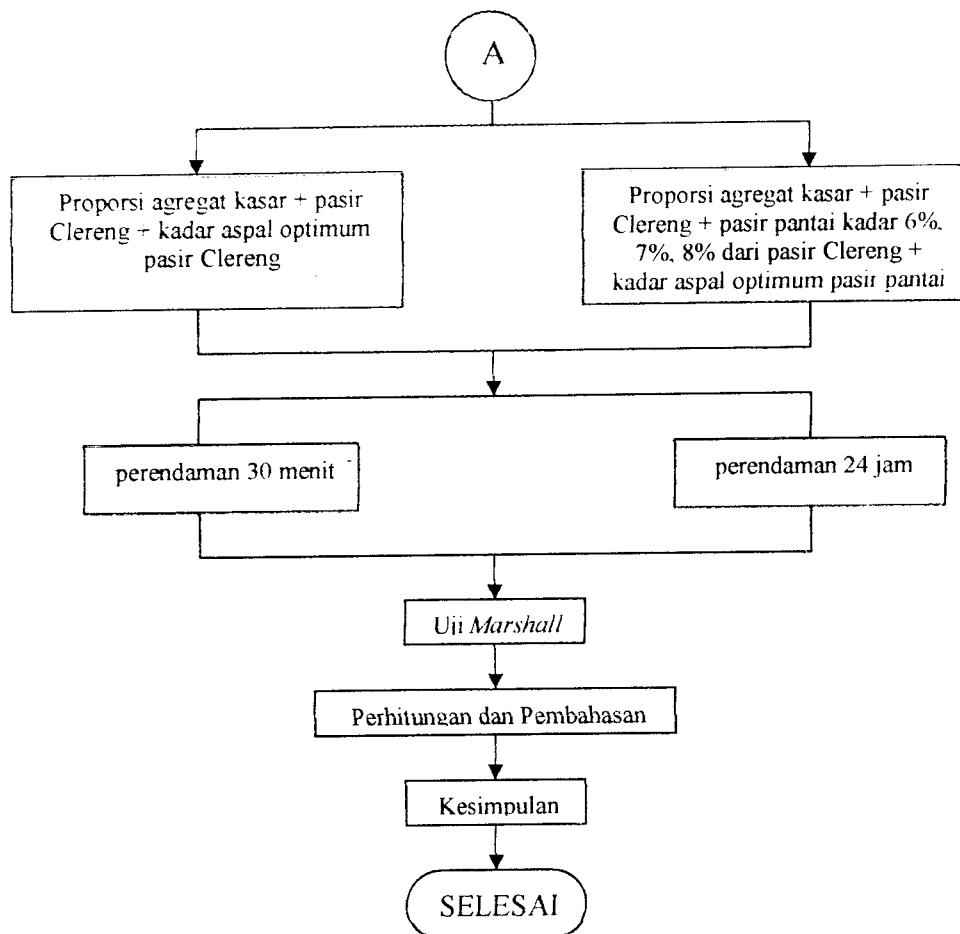 A
Proporsi agregat kasar + pasir
Clereng + kadar aspal optimum
pasir Clereng
Proporsi agregat kasar + pasir
Clereng + pasir pantai kadar 6%,
7%, 8% dari pasir Clereng +
kadar aspal optimum pasir pantai
perendaman 30 menit
perendaman 24 jam
Uji Marshall
Perhitungan dan Pembahasan
Kesimpulan
SELESAI